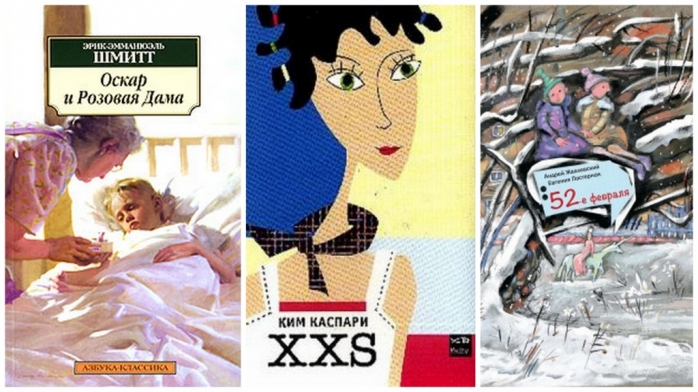 ЭРИК-ЭММАНЮЭЛЬ
ШМИТТ
Оскар
и Розовая Дама
АЗБУКА-КЛАССИКА
КИМ КАСПАРИ
XXS
Андрей Жвалевский
Евгения Пастернак
52-е февраля